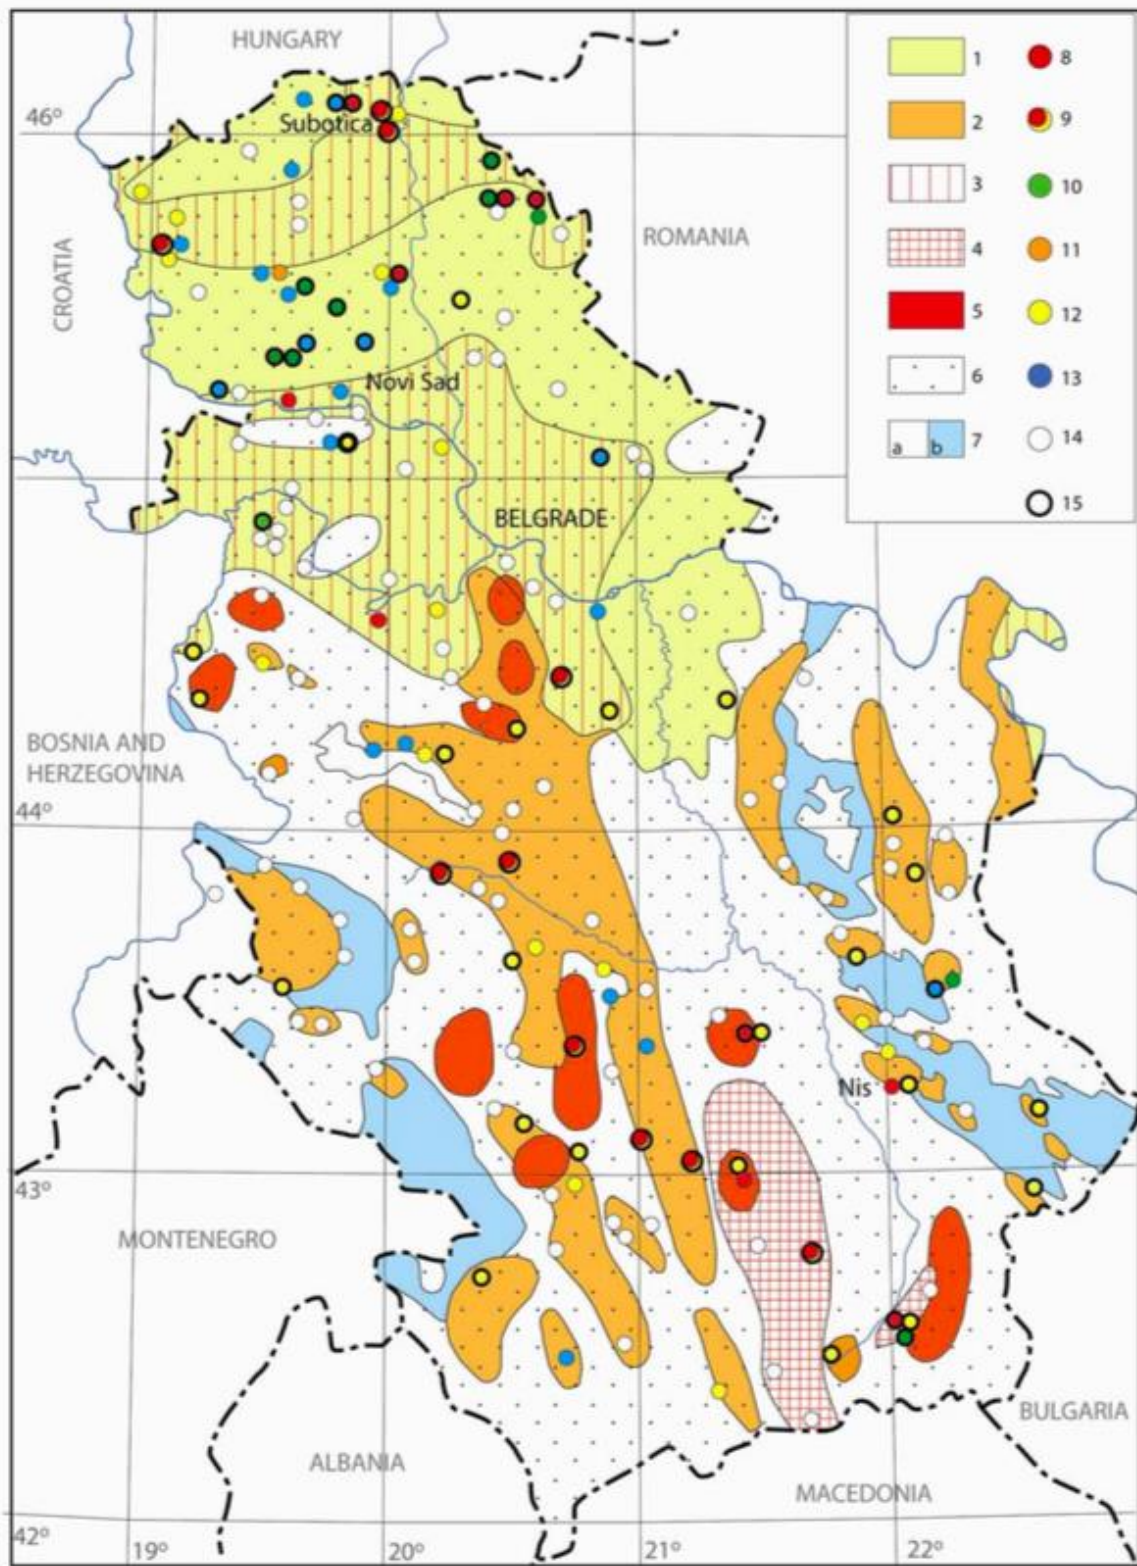 HUNGARY
46°
Subotica
ROMANIA
CROATIA
Novi Sad
BELGRADE
BOSNIA AND
HERZEGOVINA
44°
Nis
43°
MONTENEGRO
BULGARIA
ALBANIA
MACEDONIA
42°
19°
20°
21°
22°
1
2
3
4
5
6
a b 7
8
9
10
11
12
13
14
15